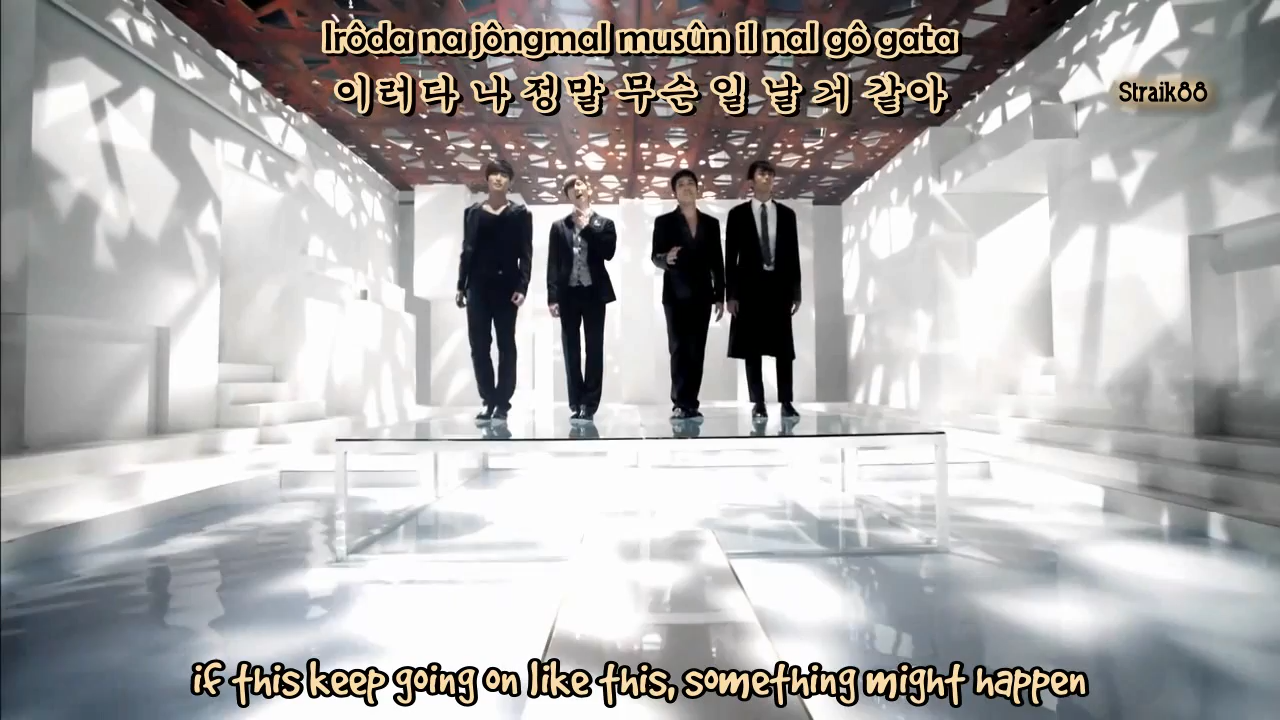 Irôda na jôngmal musûn il nal gô gata
이러다 나 정말 무슨 일 날 거 같아
Straik88
if this keep going on like this, something might happen